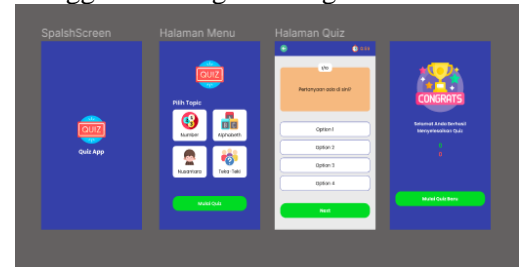 SpalshScreen
Halaman Menu
Halaman Quiz
QUIZ
Quiz App
QUIZ
Pilih Topic
Number
Alphabeth
Nusantara
Teka-Teki
Mulai Quiz
Pertanyaan ada di sini?
Option 1
Option 2
Option 3
Option 4
Next
CONGRATS
Selamat Anda Berhasil
Menyelesaikan Quiz
0
0
Mulai Quiz Baru